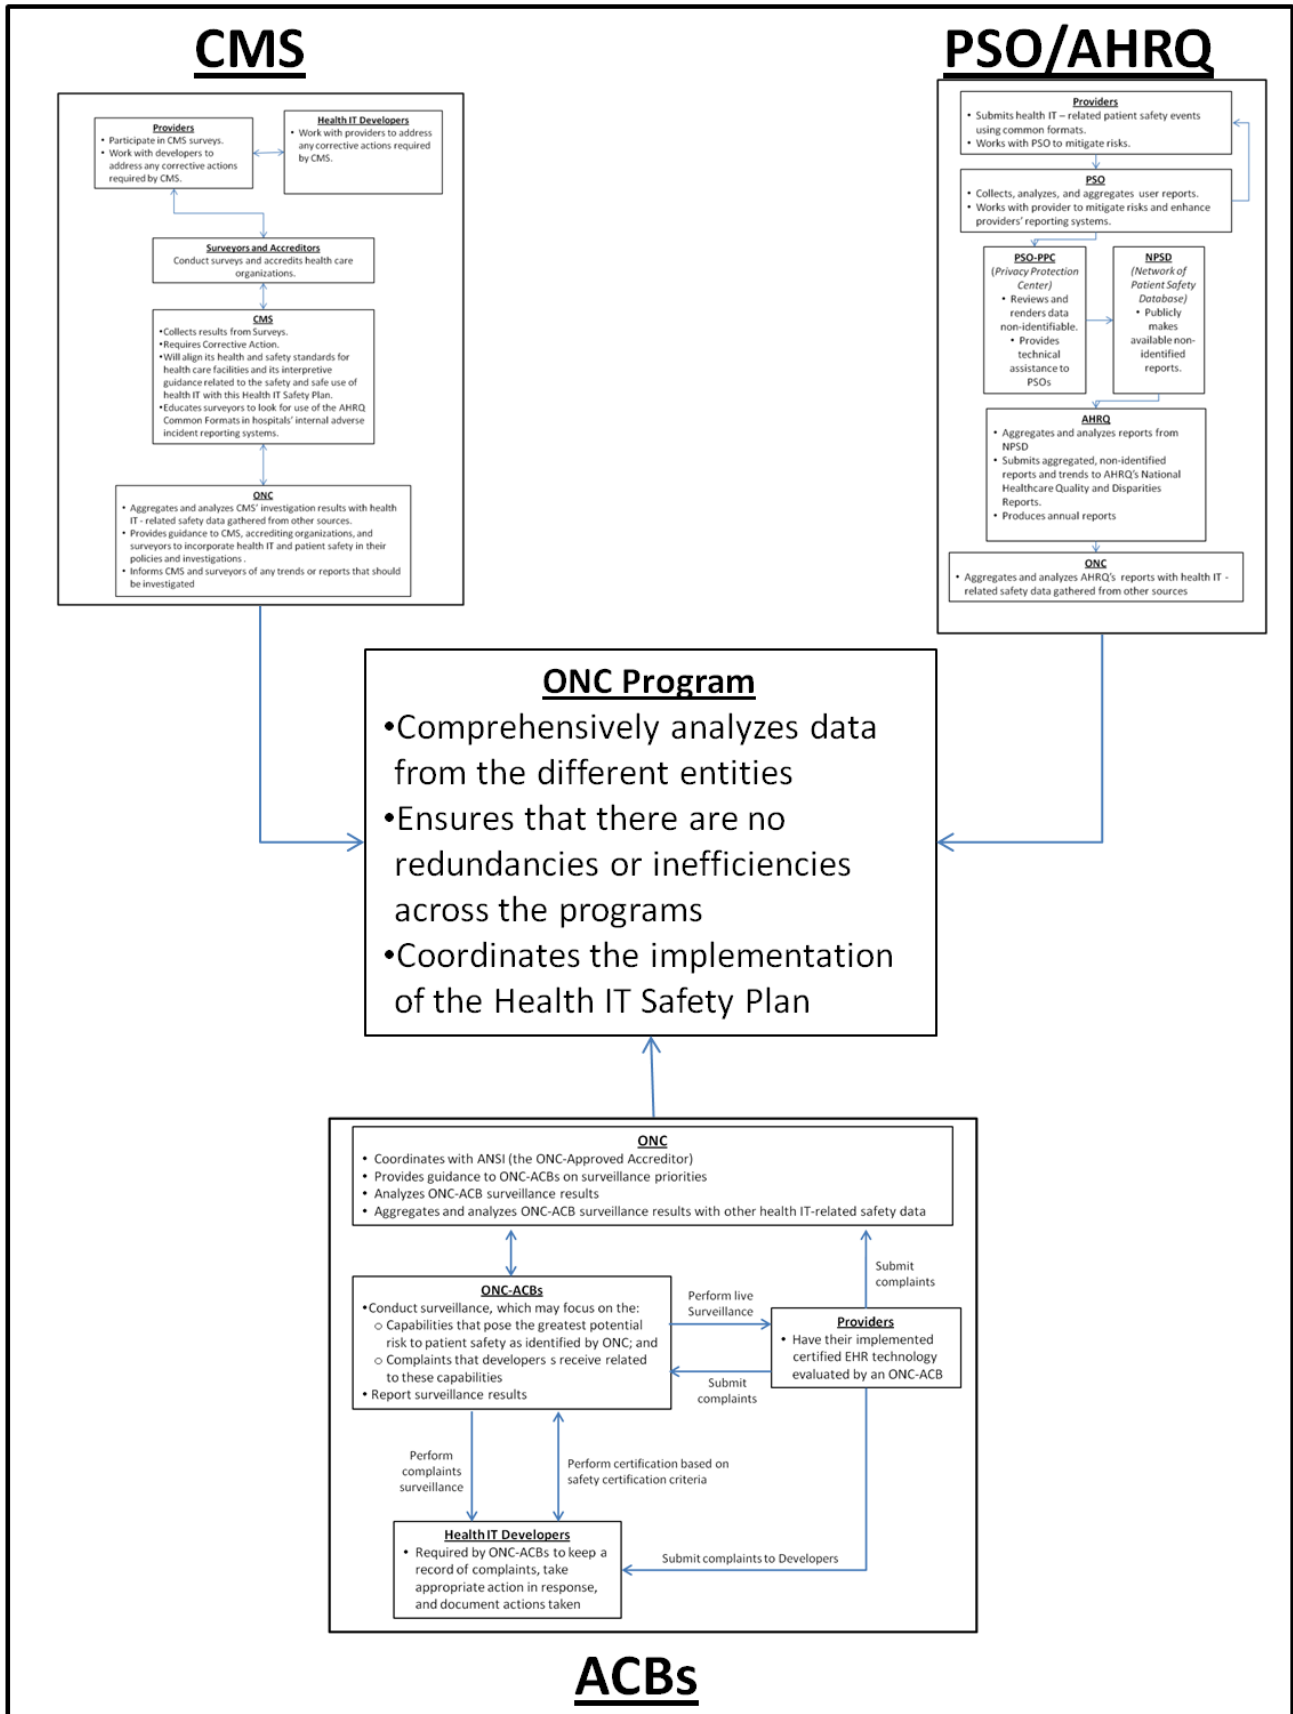 CMS
Providers
• Participate in CMS surveys.
• Work with developers to
address any corrective actions
required by CMS.
Health IT Developers
• Work with providers to address
any corrective actions required
by CMS.
Surveyors and Accreditors
Conduct surveys and accredits health care
organizations.
CMS
•Collects results from Surveys.
•Requires Corrective Action.
•Will align its health and safety standards for
health care facilities and its interpretive
guidance related to the safety and safe use of
health IT with this Health IT Safety Plan.
•Educates surveyors to look for use of the AHRQ
Common Formats in hospitals’ internal adverse
incident reporting systems.
ONC
• Aggregates and analyzes CMS’ investigation results with health
IT - related safety data gathered from other sources.
• Provides guidance to CMS, accrediting organizations, and
surveyors to incorporate health IT and patient safety in their
policies and investigations .
• Informs CMS and surveyors of any trends or reports that should
be investigated
PSO/AHRQ
Providers
• Submits health IT – related patient safety events
using common formats.
• Works with PSO to mitigate risks.
PSO
• Collects, analyzes, and aggregates user reports.
• Works with provider to mitigate risks and enhance
providers’ reporting systems.
PSO-PPC
(Privacy Protection
Center)
• Reviews and
renders data
non-identifiable.
• Provides
technical
assistance to
PSOs
NPSD
(Network of
Patient Safety
Database)
• Publicly
makes
available non-
identified
reports.
AHRQ
• Aggregates and analyzes reports from
NPSD
• Submits aggregated, non-identified
reports and trends to AHRQ’s National
Healthcare Quality and Disparities
Reports.
• Produces annual reports
ONC
• Aggregates and analyzes AHRQ’s reports with health IT -
related safety data gathered from other sources
ONC Program
•Comprehensively analyzes data
from the different entities
•Ensures that there are no
redundancies or inefficiencies
across the programs
•Coordinates the implementation
of the Health IT Safety Plan
ONC
• Coordinates with ANSI (the ONC-Approved Accreditor)
• Provides guidance to ONC-ACBs on surveillance priorities
• Analyzes ONC-ACB surveillance results
• Aggregates and analyzes ONC-ACB surveillance results with other health IT-related safety data
Submit
complaints
ONC-ACBs
•Conduct surveillance, which may focus on the:
o Capabilities that pose the greatest potential
risk to patient safety as identified by ONC; and
o Complaints that developers s receive related
to these capabilities
• Report surveillance results
Perform live
Surveillance
Submit
complaints
Providers
• Have their implemented
certified EHR technology
evaluated by an ONC-ACB
Perform
complaints
surveillance
Perform certification based on
safety certification criteria
Health IT Developers
• Required by ONC-ACBs to keep a
record of complaints, take
appropriate action in response,
and document actions taken
Submit complaints to Developers
ACBs